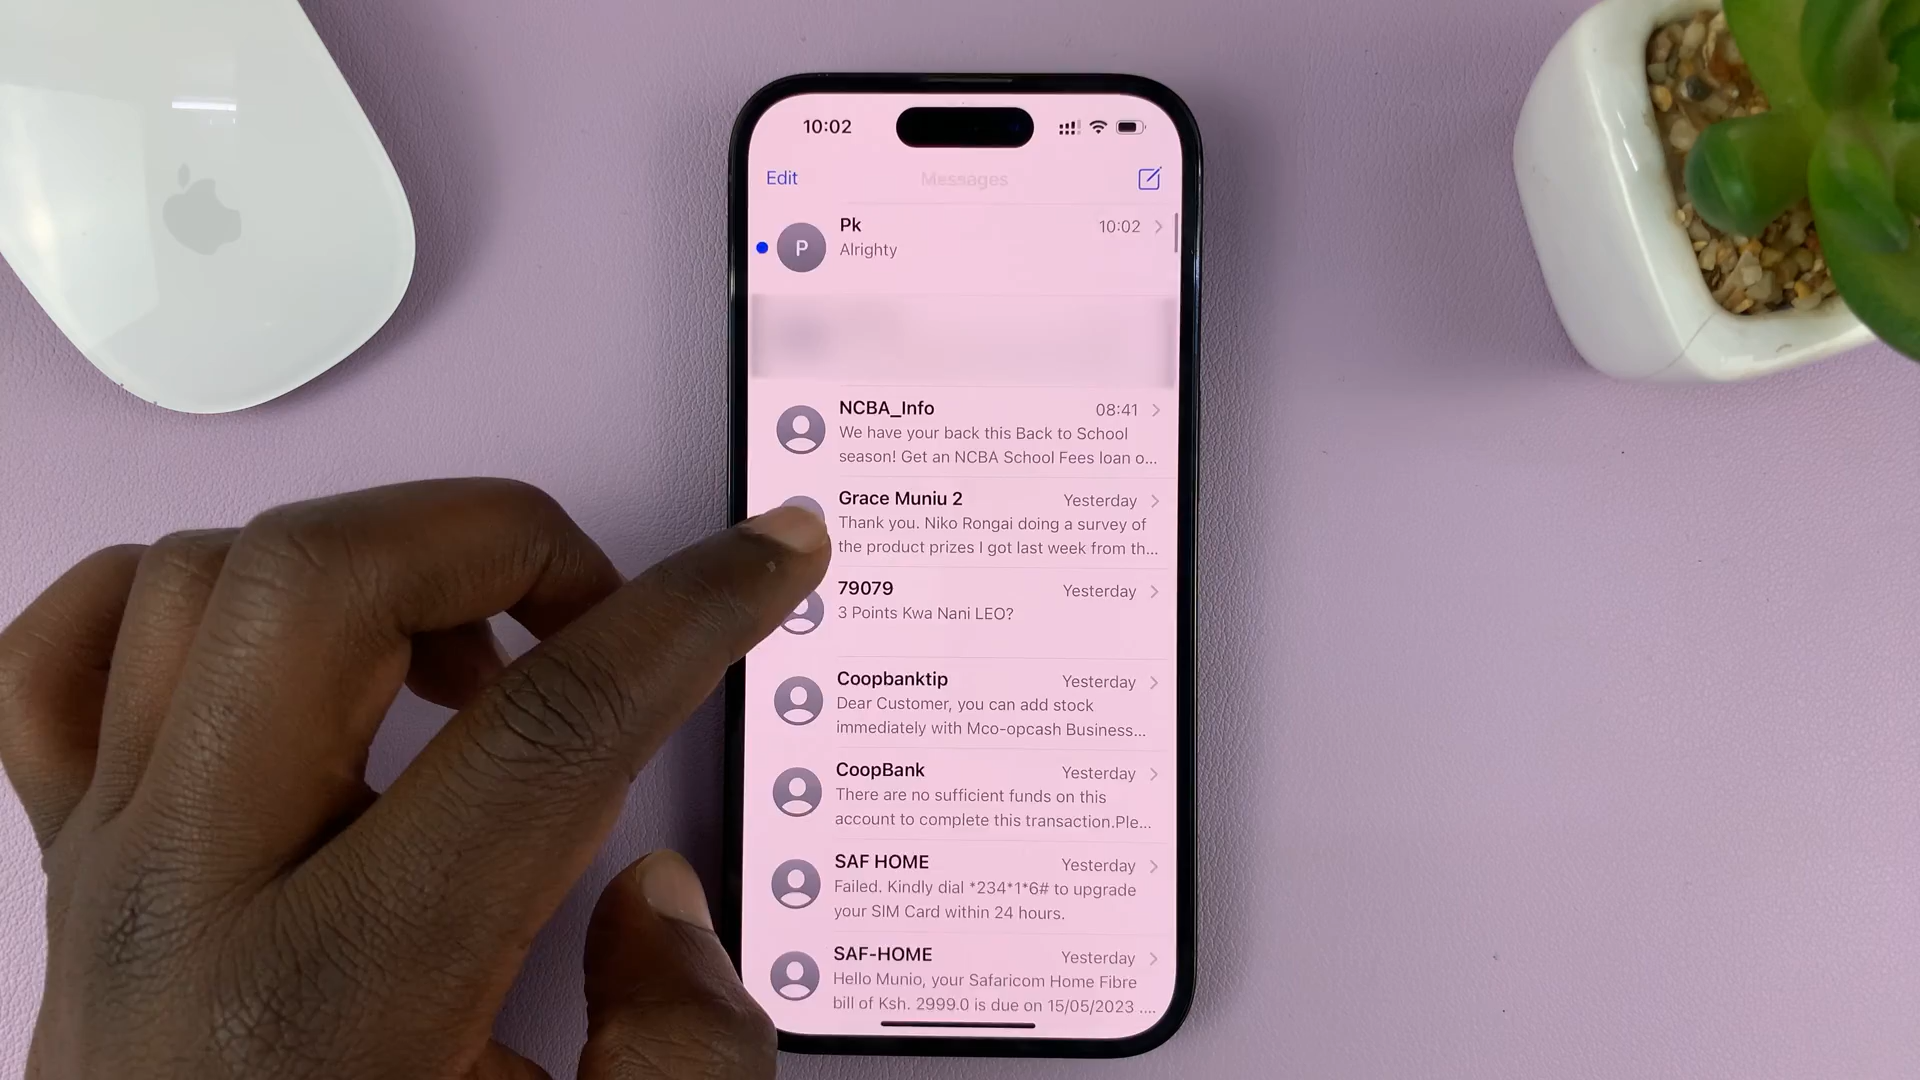 10:02
Edit
Messages
Pk
10:02
P
Alrighty
NCBA_Info
08:41
We have your back this Back to School
season! Get an NCBA School Fees loan o...
Grace Muniu 2
Yesterday
Thank you. Niko Rongai doing a survey of
the product prizes I got last week from th...
79079
Yesterday
3 Points Kwa Nani LEO?
Coopbanktip
Yesterday
Dear Customer, you can add stock
immediately with Mco-opcash Business...
CoopBank
Yesterday
There are no sufficient funds on this
account to complete this transaction.Ple...
SAF HOME
Yesterday
Failed. Kindly dial *234*1*6# to upgrade
your SIM Card within 24 hours.
SAF-HOME
Yesterday
Hello Munio, your Safaricom Home Fibre
bill of Ksh. 2999.0 is due on 15/05/2023 ....